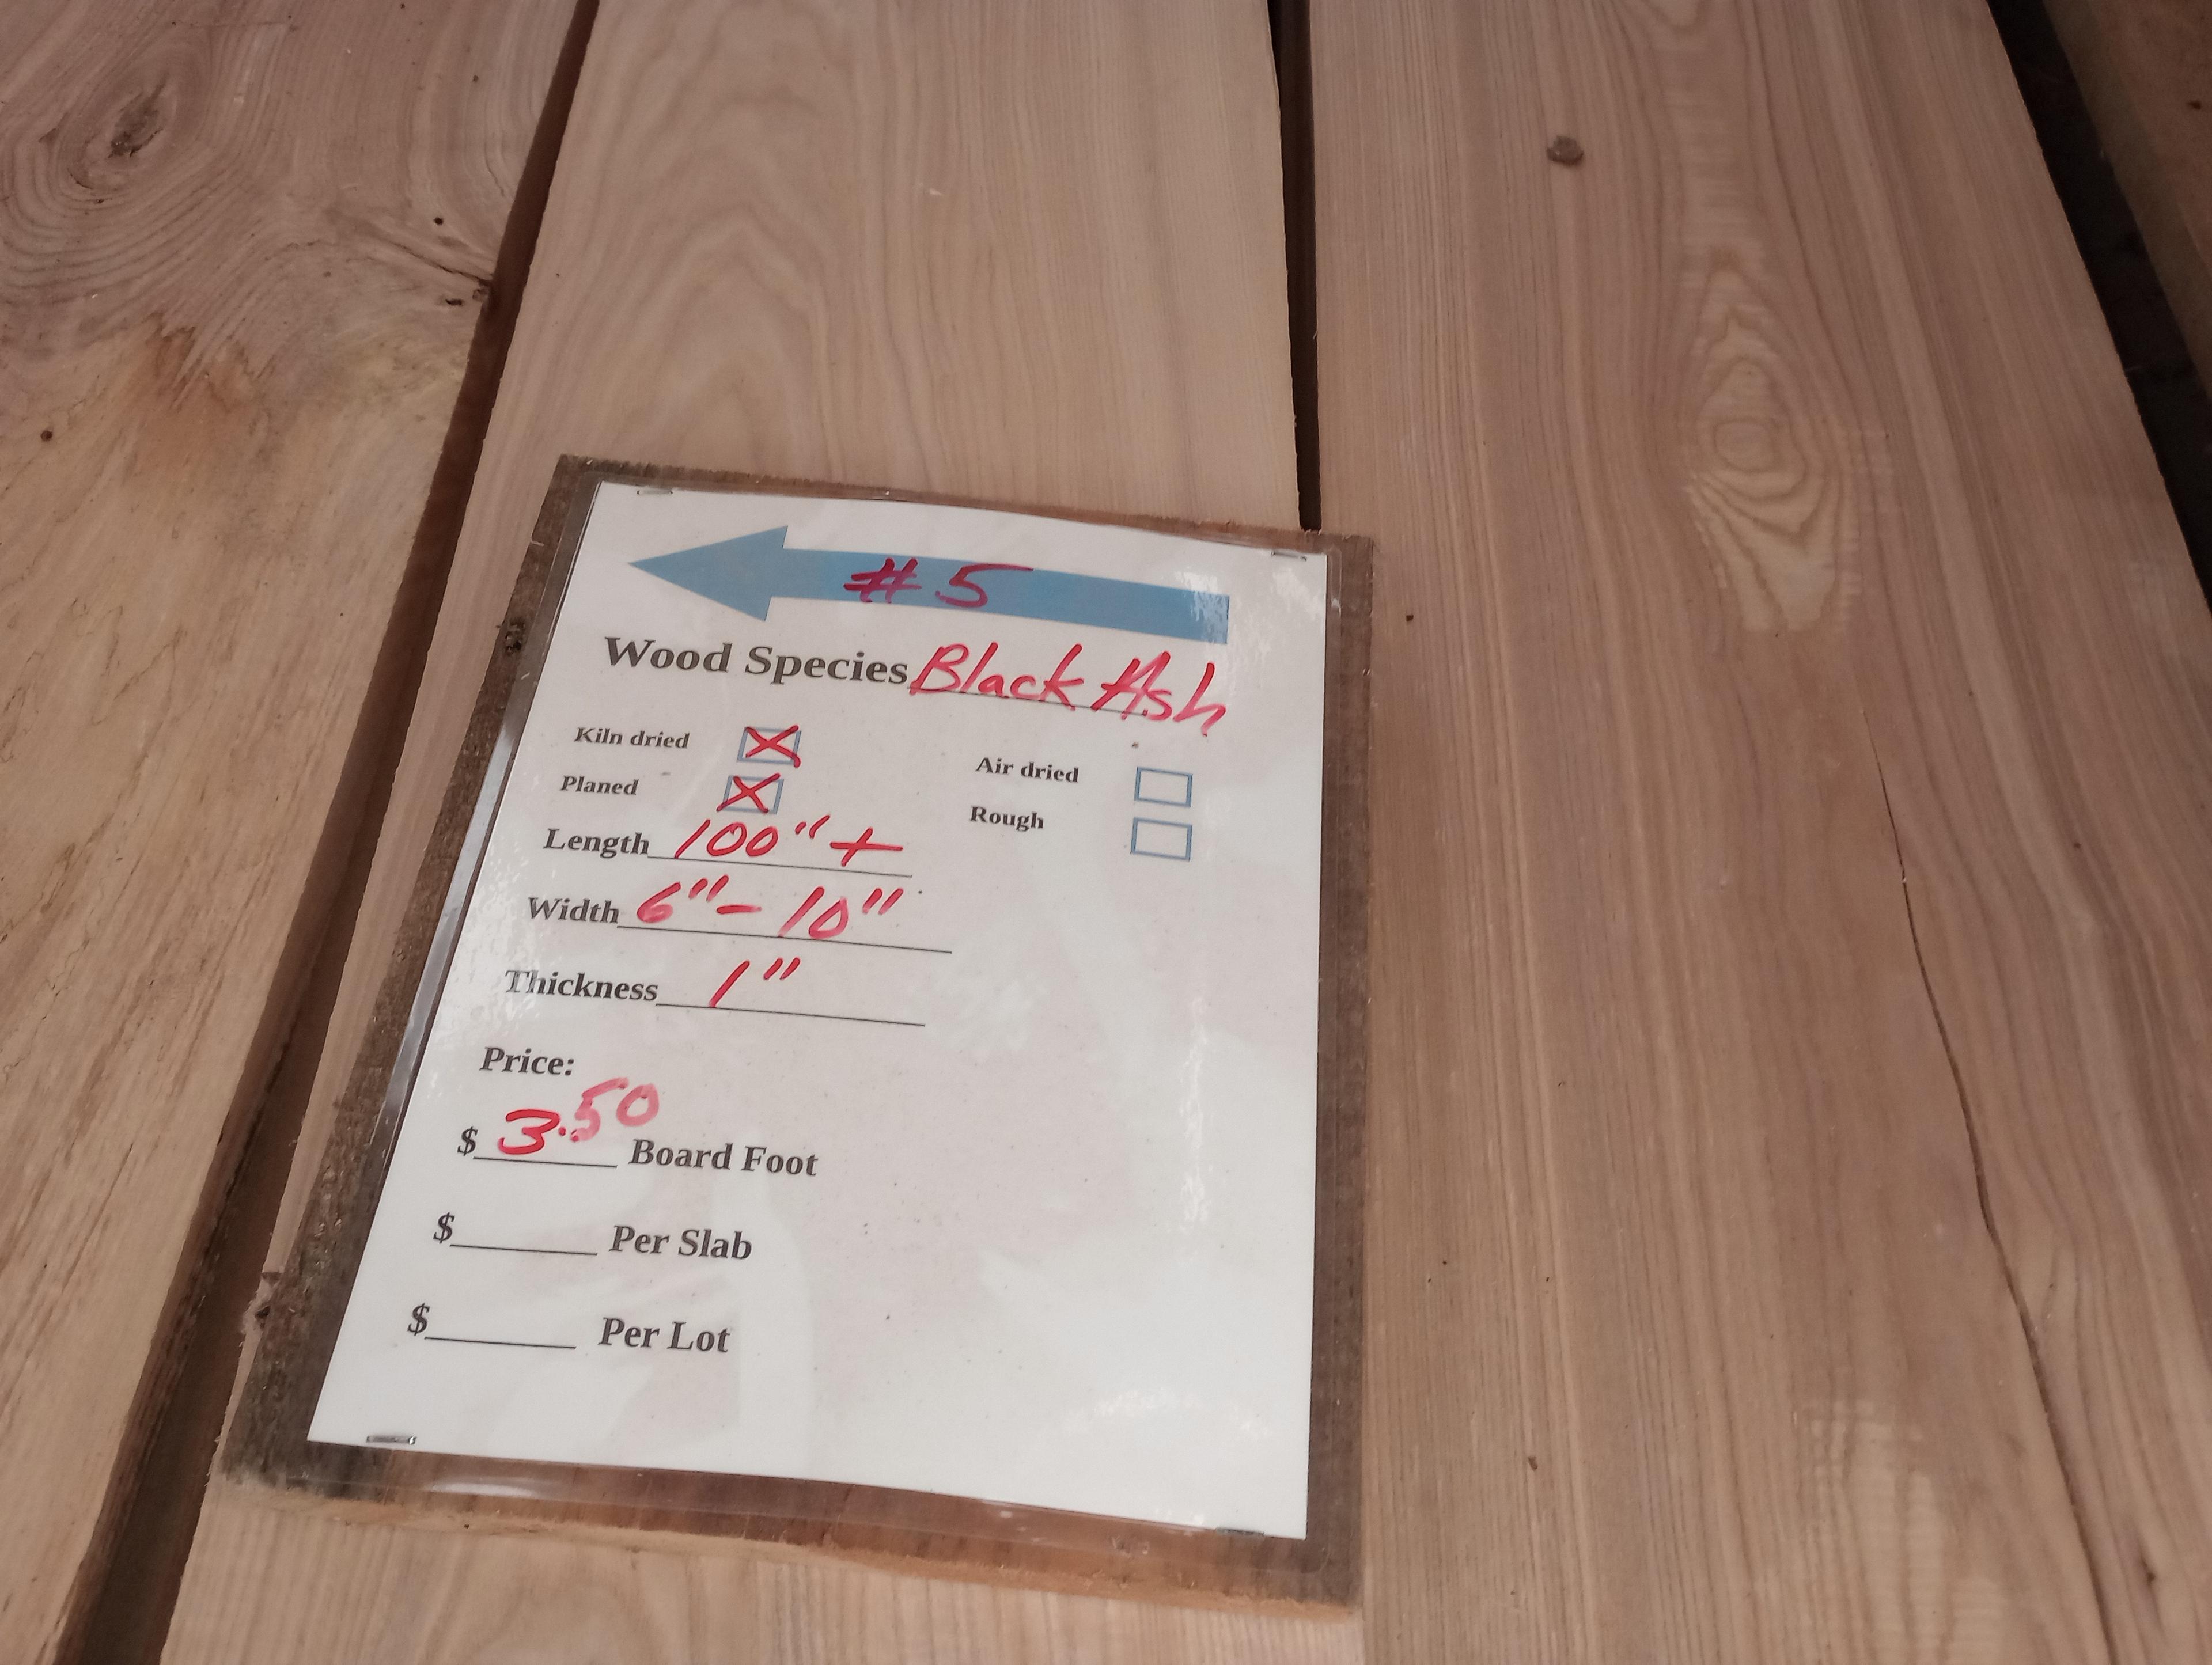 #5
Wood Species Black Ash
Kiln dried X Air dried
Planed X Rough
Length 100" +
Width 6" - 10"
Thickness 1"
Price:
$ 3.50 Board Foot
$ Per Slab
$ Per Lot